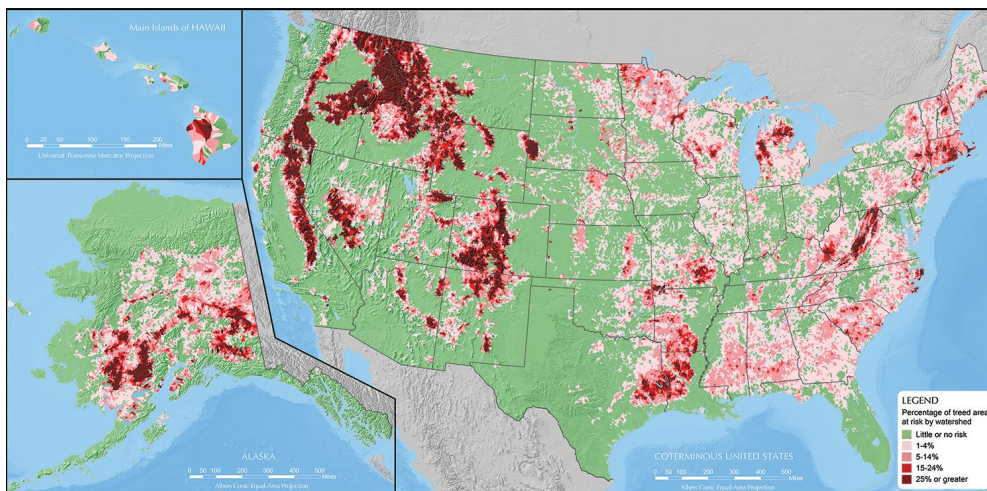 Main Islands of HAWAII
0 25 50 100 150 200
Miles
Universal Transverse Mercator Projection
ALASKA
0 50 100 200 300 400 500
Miles
Albers Conic Equal-Area Projection
COTERMINOUS UNITED STATES
0 50 100 200 300 400 500
Miles
Albers Conic Equal-Area Projection
LEGEND
Percentage of treed area
at risk by watershed
Little or no risk
1-4%
5-14%
15-24%
25% or greater